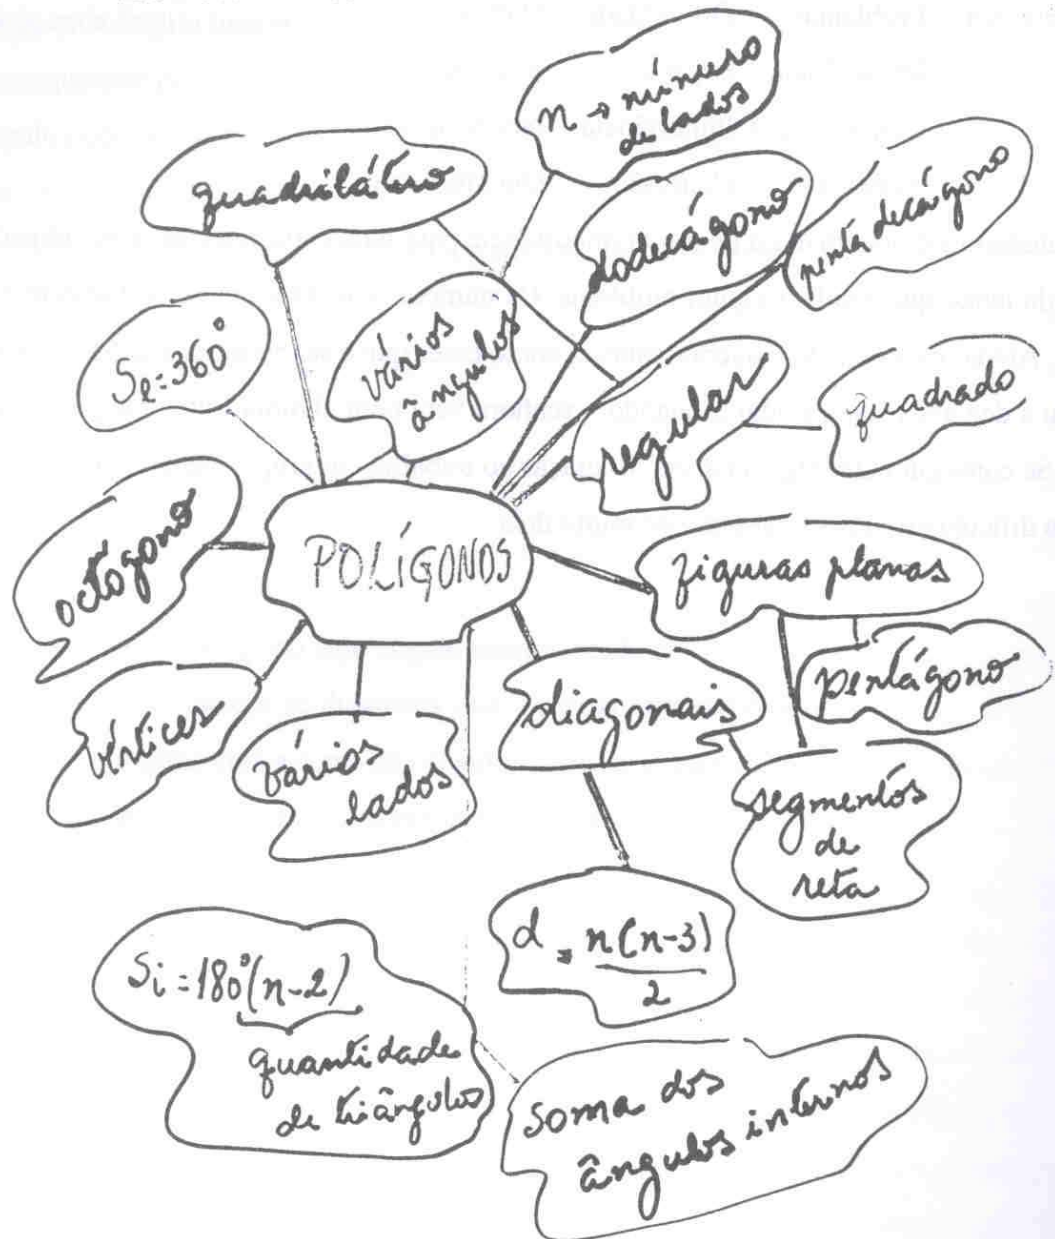 n → número
de lados
quadrilátero
dodecágono
pentadecágono
Se = 360°
vários
ângulos
regular
quadrado
octógono
POLÍGONOS
figuras planas
vértices
vários
lados
diagonais
pentágono
segmentos
de
reta
d = n(n-3)
2
Si = 180°(n-2)
quantidade
de triângulos
soma dos
ângulos internos